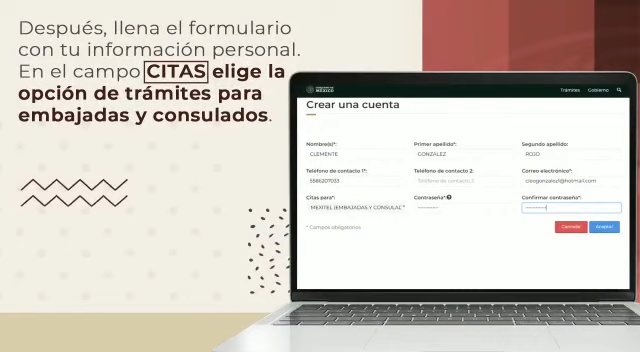 Después, llena el formulario
con tu información personal.
En el campo CITAS elige la
opción de trámites para
embajadas y consulados.
MÉXICO
Trámites Gobierno
Crear una cuenta
Nombre(s)*: Primer apellido*: Segundo apellido:
CLEMENTE GONZALEZ ROJO
Teléfono de contacto 1*: Teléfono de contacto 2: Correo electrónico*:
5586207033 Teléfono de contacto 2
Citas para*: Contraseña*: Confirmar contraseña*:
MEXITEL (EMBAJADAS Y CONSULAD
* Campos obligatorios
Cancelar Aceptar